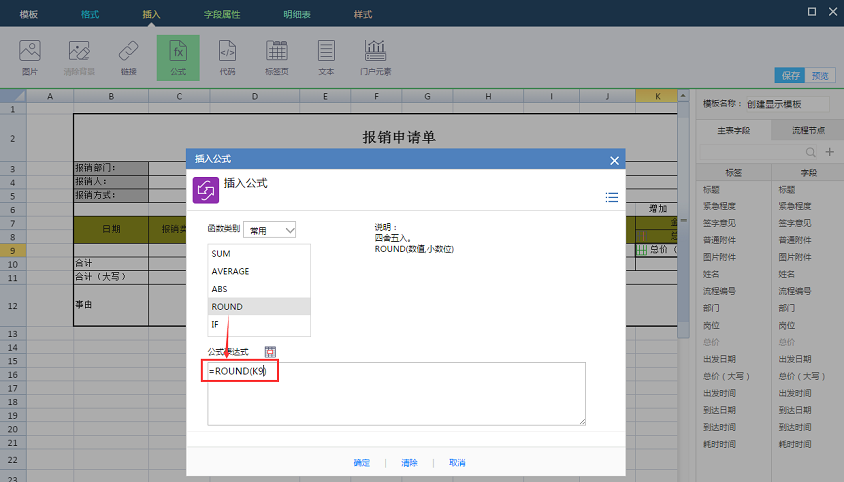 模板 格式 插入 字段属性 明细表 样式
图片 清除背景 链接 公式 代码 标签页 文本 门户元素
保存 预览
A B C D E F G H I J K
1
2 报销申请单
3 报销部门：
4 报销人：
5 报销方式：
6 增加
7 日期 报销类
8
9 总价（
10 合计
11 合计（大写）
12 事由
13
14
15
16
17
18
19
20
21
22
23
模板名称： 创建显示模板
主表字段 流程节点
标签 字段
标题 标题
紧急程度 紧急程度
签字意见 签字意见
普通附件 普通附件
图片附件 图片附件
姓名 姓名
流程编号 流程编号
部门 部门
岗位 岗位
总价 总价
出发日期 出发日期
总价（大写） 总价（大写）
出发时间 出发时间
到达日期 到达日期
到达时间 到达时间
耗时时间 耗时时间
插入公式
插入公式
函数类别 常用
SUM
AVERAGE
ABS
ROUND
IF
说明：
四舍五入。
ROUND(数值,小数位)
公式表达式
=ROUND(K9)
确定 清除 取消